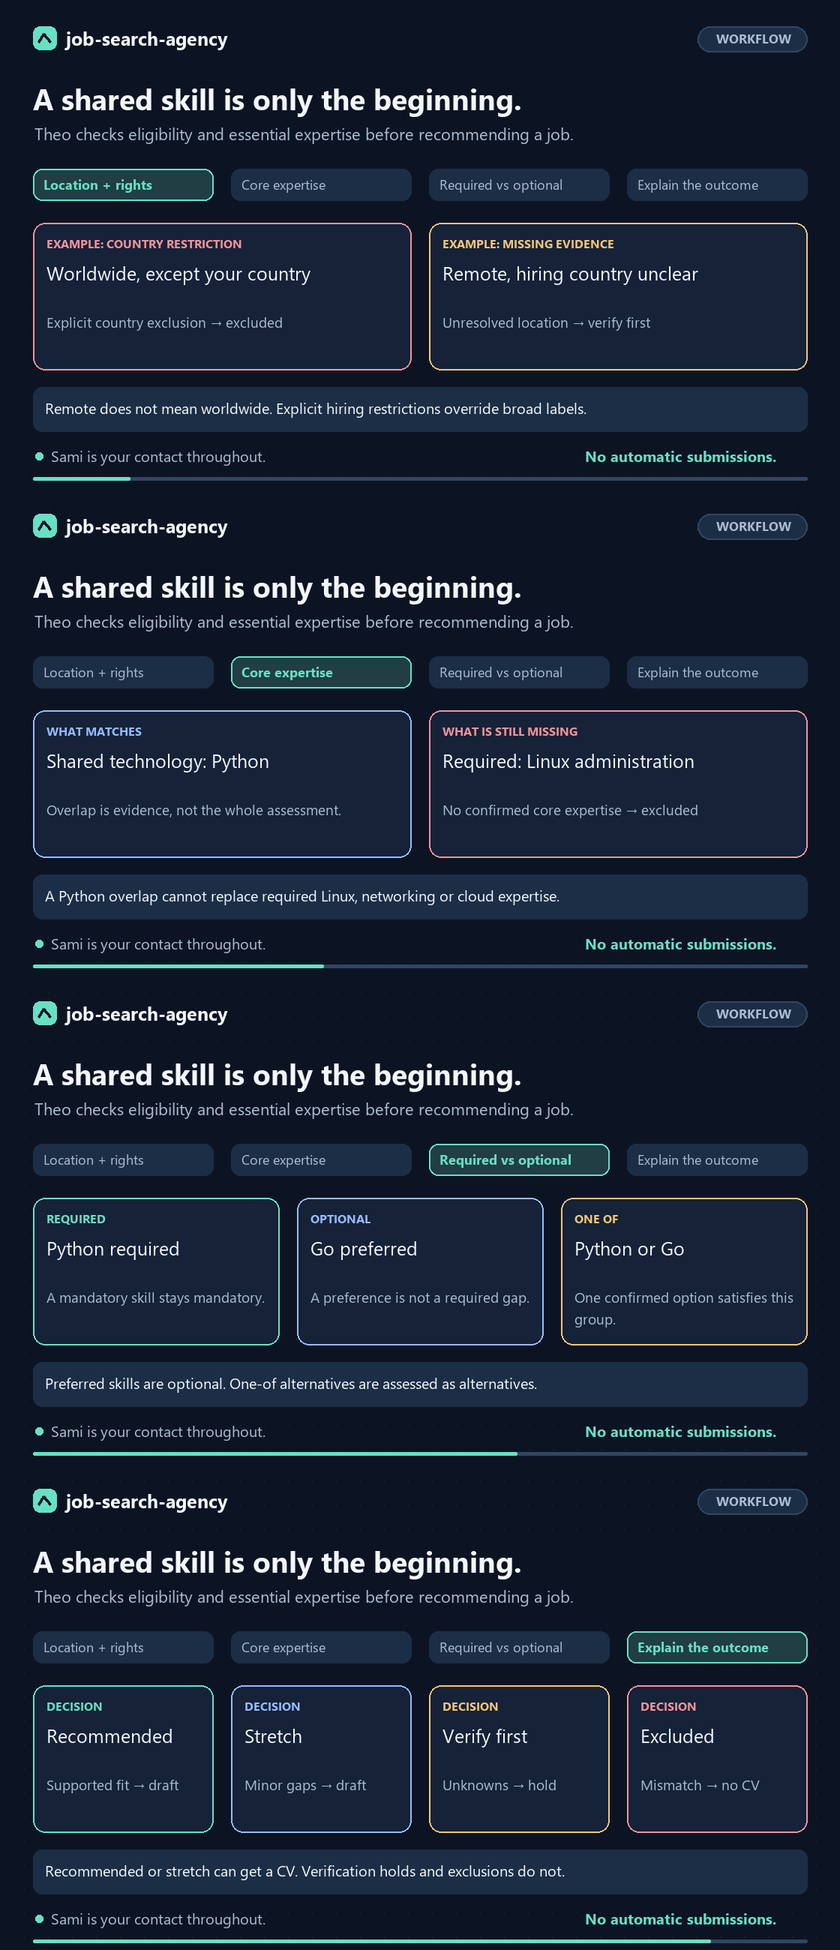 job-search-agency
WORKFLOW
A shared skill is only the beginning.
Theo checks eligibility and essential expertise before recommending a job.
Location + rights
Core expertise
Required vs optional
Explain the outcome
EXAMPLE: COUNTRY RESTRICTION
Worldwide, except your country
Explicit country exclusion → excluded
EXAMPLE: MISSING EVIDENCE
Remote, hiring country unclear
Unresolved location → verify first
Remote does not mean worldwide. Explicit hiring restrictions override broad labels.
Sami is your contact throughout.
No automatic submissions.
job-search-agency
WORKFLOW
A shared skill is only the beginning.
Theo checks eligibility and essential expertise before recommending a job.
Location + rights
Core expertise
Required vs optional
Explain the outcome
WHAT MATCHES
Shared technology: Python
Overlap is evidence, not the whole assessment.
WHAT IS STILL MISSING
Required: Linux administration
No confirmed core expertise → excluded
A Python overlap cannot replace required Linux, networking or cloud expertise.
Sami is your contact throughout.
No automatic submissions.
job-search-agency
WORKFLOW
A shared skill is only the beginning.
Theo checks eligibility and essential expertise before recommending a job.
Location + rights
Core expertise
Required vs optional
Explain the outcome
REQUIRED
Python required
A mandatory skill stays mandatory.
OPTIONAL
Go preferred
A preference is not a required gap.
ONE OF
Python or Go
One confirmed option satisfies this
group.
Preferred skills are optional. One-of alternatives are assessed as alternatives.
Sami is your contact throughout.
No automatic submissions.
job-search-agency
WORKFLOW
A shared skill is only the beginning.
Theo checks eligibility and essential expertise before recommending a job.
Location + rights
Core expertise
Required vs optional
Explain the outcome
DECISION
Recommended
Supported fit → draft
DECISION
Stretch
Minor gaps → draft
DECISION
Verify first
Unknowns → hold
DECISION
Excluded
Mismatch → no CV
Recommended or stretch can get a CV. Verification holds and exclusions do not.
Sami is your contact throughout.
No automatic submissions.